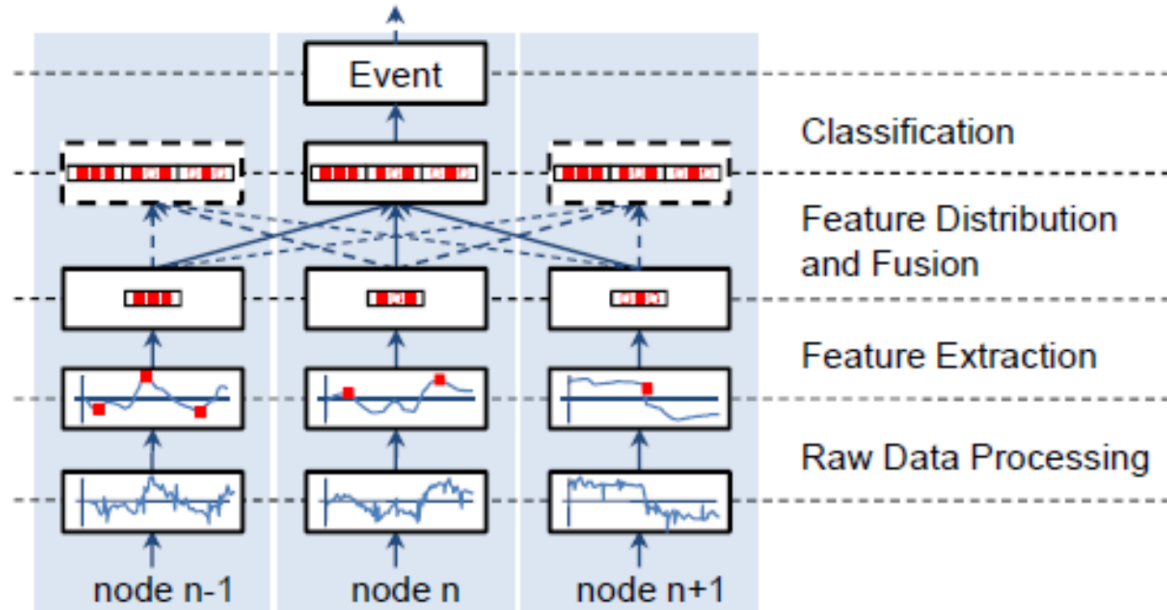 Event
Classification
Feature Distribution
and Fusion
Feature Extraction
Raw Data Processing
node n-1
node n
node n+1